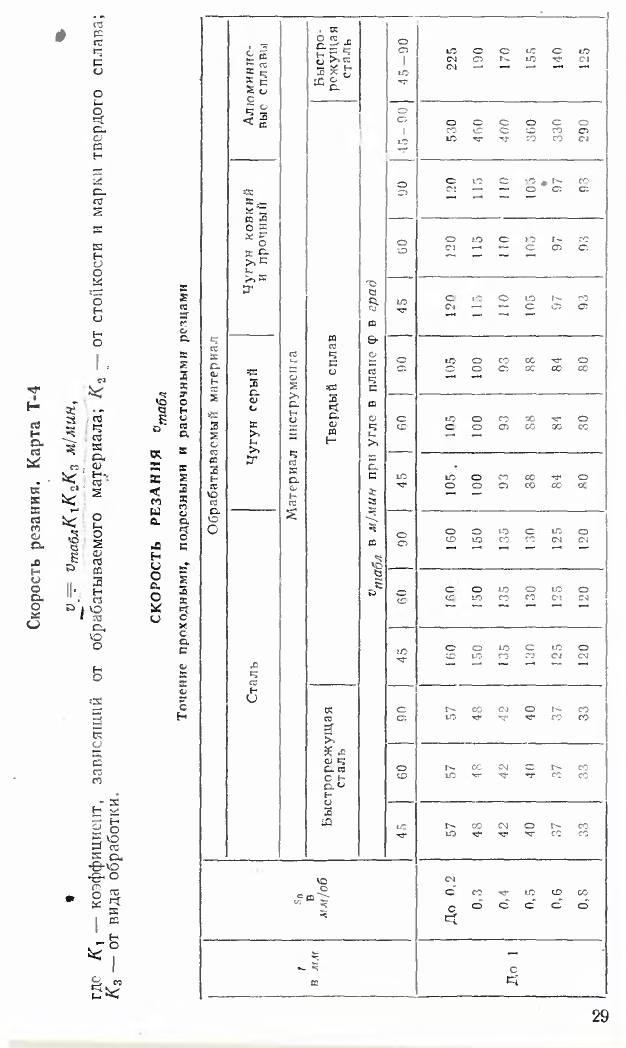 Скорость резания. Карта Т-4
v = vтаблK1K2K3 м/мин,
где K1 — коэффициент, зависящий от обрабатываемого материала; K2 — от стойкости и марки твердого сплава;
K3 — от вида обработки.
СКОРОСТЬ РЕЗАНИЯ vтабл
Точение проходными, подрезными и расточными резцами
t в мм | s0 в мм/об | Обрабатываемый материал
Сталь | Чугун серый | Чугун ковкий и прочный | Алюминие-вые сплавы
Материал инструмента
Быстрорежущая сталь | Твердый сплав | Быстро-режущая сталь
vтабл в м/мин при угле в плане φ в град
45 | 60 | 90 | 45 | 60 | 90 | 45 | 60 | 90 | 45 | 60 | 90 | 45–90 | 45–90
До 1 | До 0,2 | 57 | 57 | 57 | 160 | 160 | 160 | 105 | 105 | 105 | 120 | 120 | 120 | 530 | 225
0,3 | 48 | 48 | 48 | 150 | 150 | 150 | 100 | 100 | 100 | 115 | 115 | 115 | 460 | 190
0,4 | 42 | 42 | 42 | 135 | 135 | 135 | 93 | 93 | 93 | 110 | 110 | 110 | 400 | 170
0,5 | 40 | 40 | 40 | 130 | 130 | 130 | 88 | 88 | 88 | 105 | 105 | 105 | 360 | 155
0,6 | 37 | 37 | 37 | 125 | 125 | 125 | 84 | 84 | 84 | 97 | 97 | 97 | 330 | 140
0,8 | 33 | 33 | 33 | 120 | 120 | 120 | 80 | 80 | 80 | 93 | 93 | 93 | 290 | 125
29